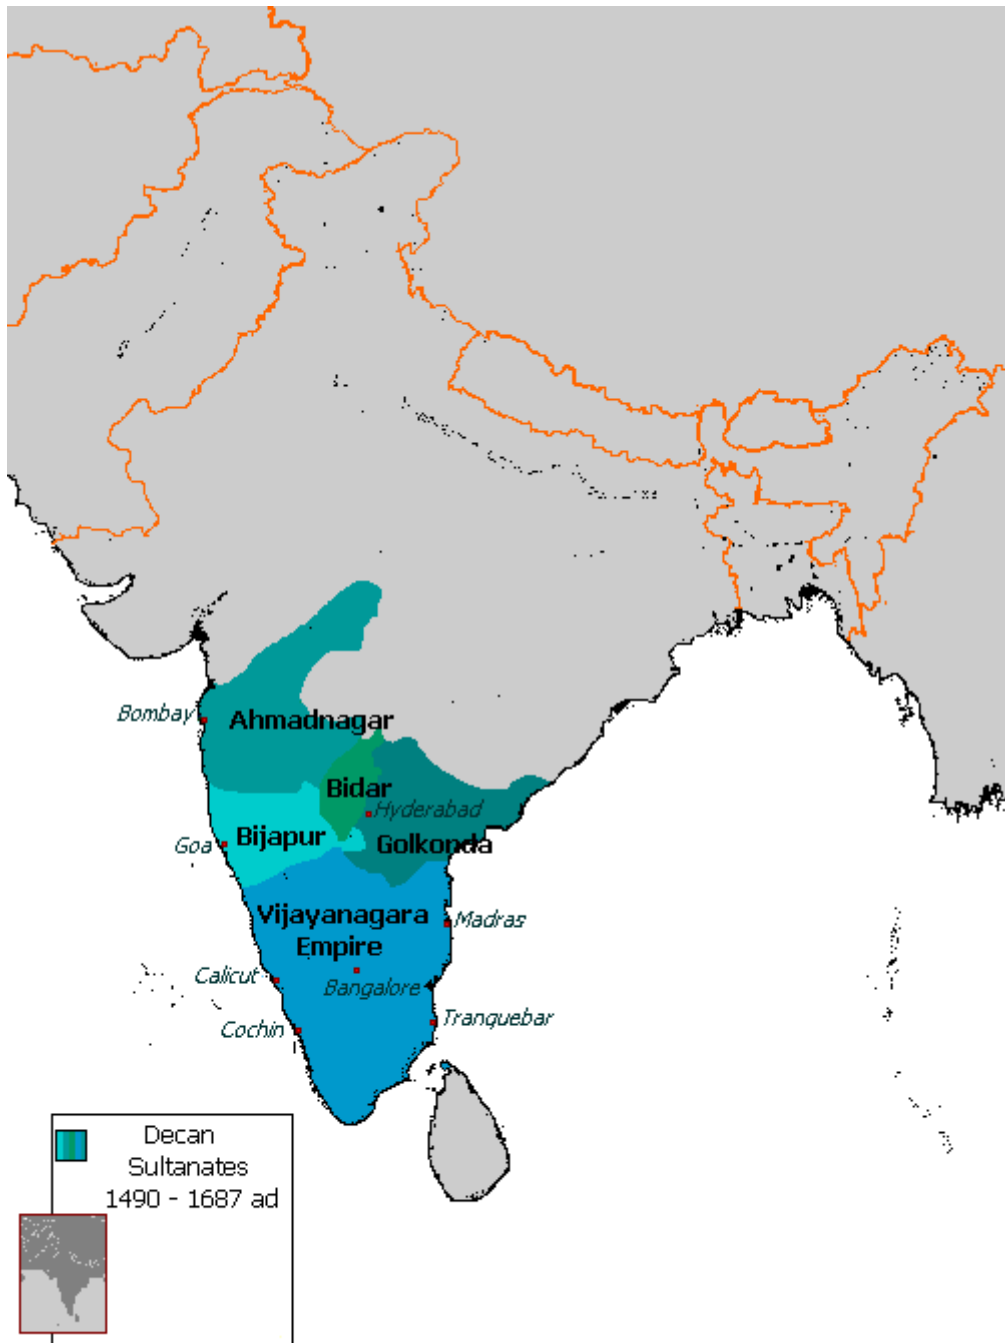 Bombay
Ahmadnagar
Bidar
Hyderabad
Goa
Bijapur
Golkonda
Vijayanagara
Empire
Madras
Calicut
Bangalore
Cochin
Tranquebar
Decan
Sultanates
1490 - 1687 ad